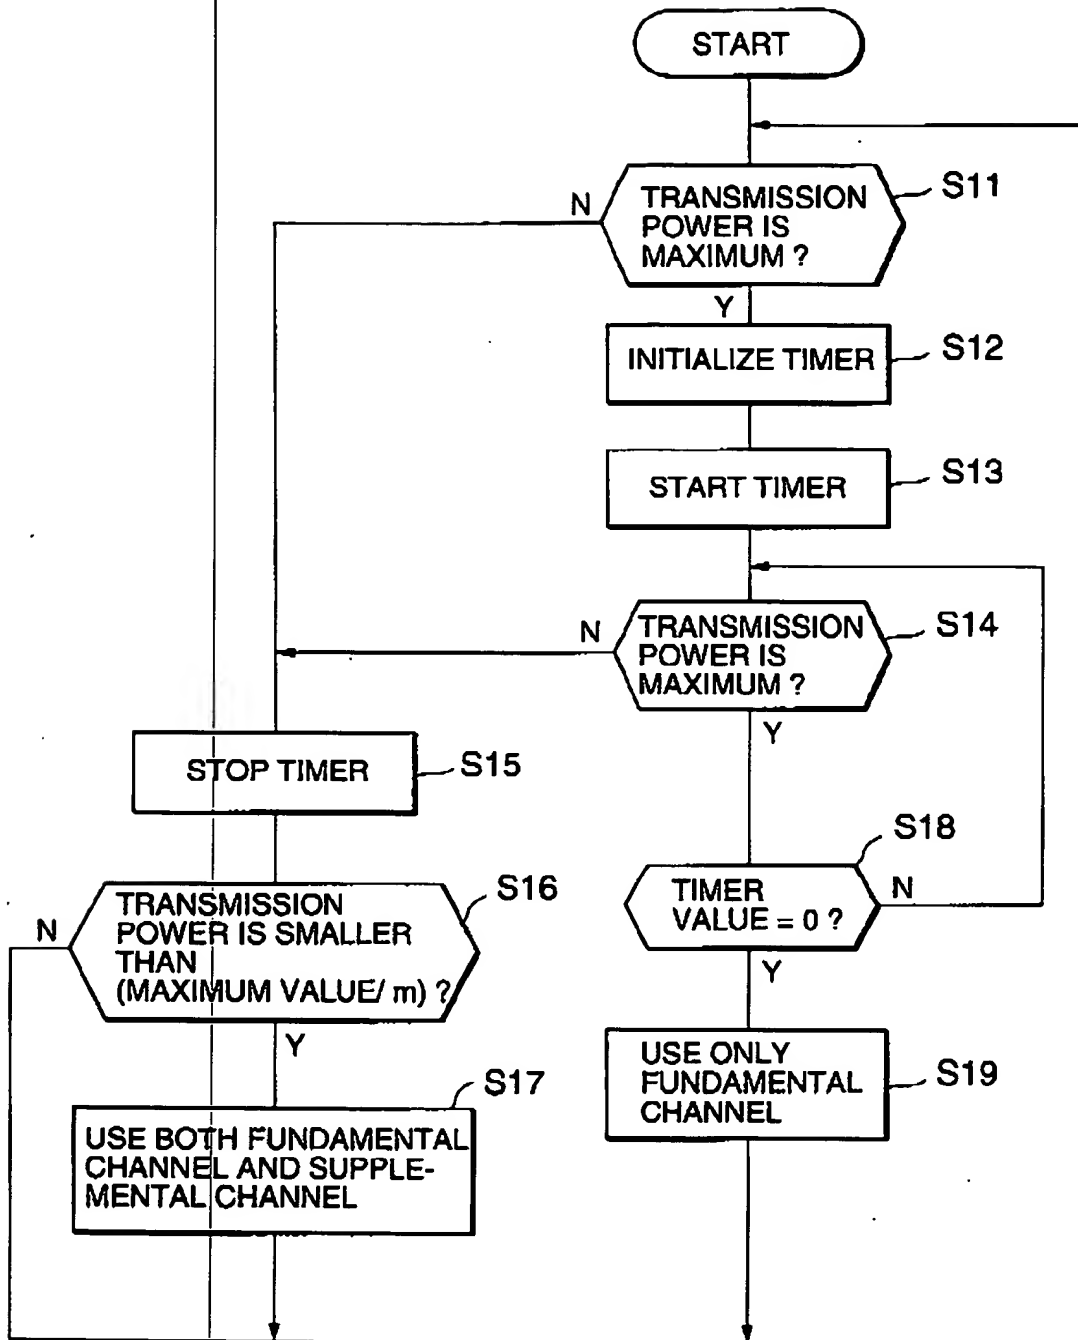 START
N
TRANSMISSION
POWER IS
MAXIMUM ?
S11
Y
INITIALIZE TIMER
S12
START TIMER
S13
N
TRANSMISSION
POWER IS
MAXIMUM ?
S14
Y
STOP TIMER
S15
S18
TIMER
VALUE = 0 ?
N
Y
N
TRANSMISSION
POWER IS SMALLER
THAN
(MAXIMUM VALUE/ m) ?
S16
Y
S17
USE BOTH FUNDAMENTAL
CHANNEL AND SUPPLE-
MENTAL CHANNEL
USE ONLY
FUNDAMENTAL
CHANNEL
S19